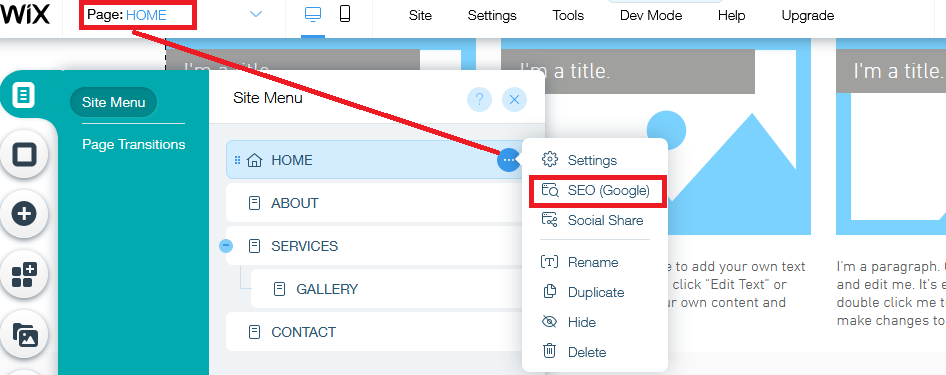 WiX Page: HOME Site Settings Tools Dev Mode Help Upgrade
I'm a title. I'm a title. I'm a title.
Site Menu
Page Transitions
Site Menu ?
HOME
ABOUT
SERVICES
GALLERY
CONTACT
Settings
SEO (Google)
Social Share
Rename
Duplicate
Hide
Delete
e to add your own text
click "Edit Text" or
ur own content and
I'm a paragraph. C
and edit me. It's e
double click me to
make changes to